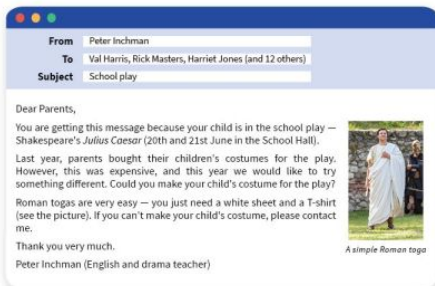 From Peter Inchman
To Val Harris, Rick Masters, Harriet Jones (and 12 others)
Subject School play
Dear Parents,
You are getting this message because your child is in the school play —
Shakespeare's Julius Caesar (20th and 21st June in the School Hall).
Last year, parents bought their children's costumes for the play.
However, this was expensive, and this year we would like to try
something different. Could you make your child's costume for the play?
Roman togas are very easy — you just need a white sheet and a T-shirt
(see the picture). If you can't make your child's costume, please contact
me.
Thank you very much.
Peter Inchman (English and drama teacher)
A simple Roman toga